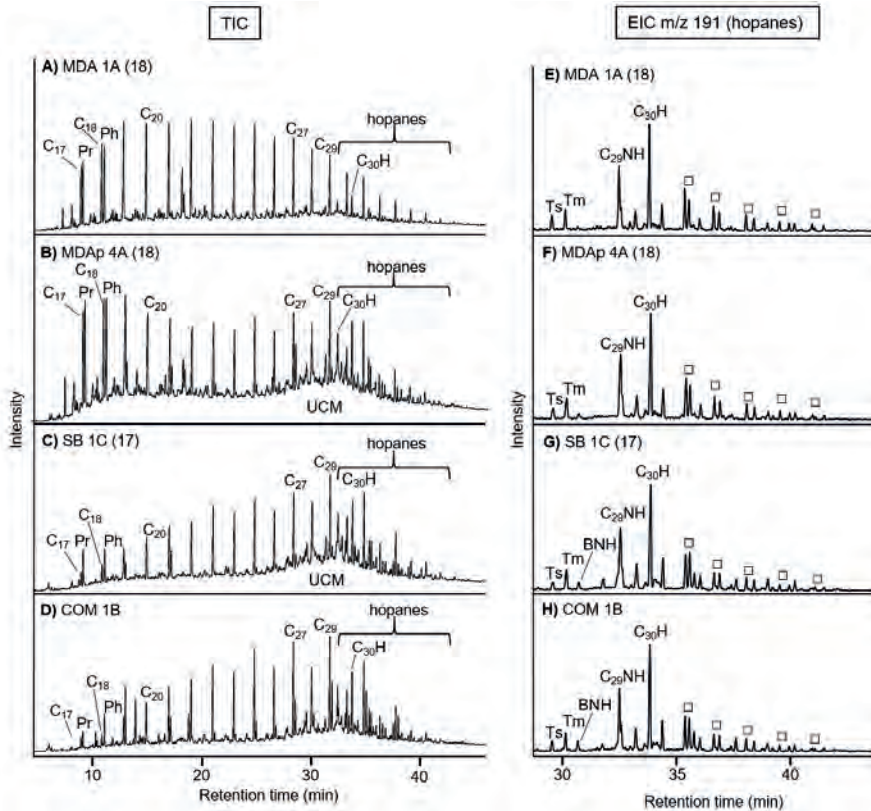 TIC
EIC m/z 191 (hopanes)
A) MDA 1A (18)
C17
Pr
C18
Ph
C20
C27
C29
hopanes
C30H
B) MDAp 4A (18)
C17
Pr
C18
Ph
C20
C27
C29
hopanes
C30H
UCM
C) SB 1C (17)
C17
Pr
C18
Ph
C20
C27
C29
hopanes
C30H
UCM
D) COM 1B
C17
Pr
C18
Ph
C20
C27
C29
hopanes
C30H
Intensity
10 20 30 40
Retention time (min)
E) MDA 1A (18)
Ts
Tm
C29NH
C30H
F) MDAp 4A (18)
Ts
Tm
C29NH
C30H
G) SB 1C (17)
Ts
Tm
BNH
C29NH
C30H
H) COM 1B
Ts
Tm
BNH
C29NH
C30H
Intensity
30 35 40
Retention time (min)